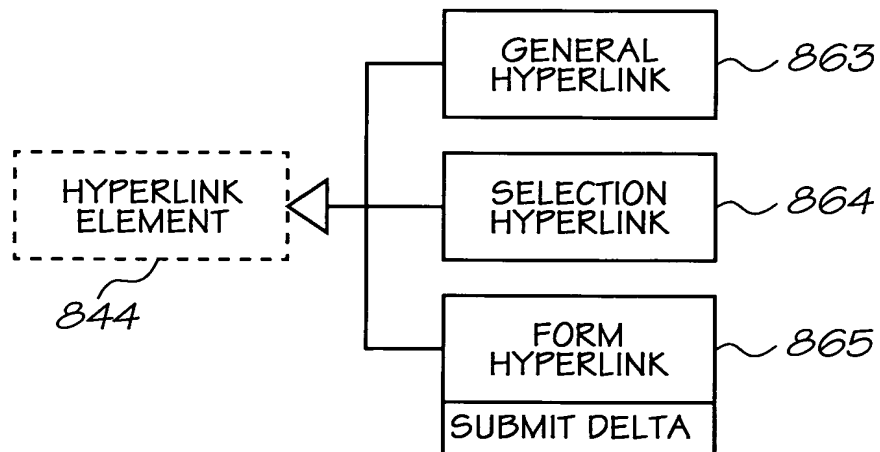 GENERAL
HYPERLINK
863
HYPERLINK
ELEMENT
844
SELECTION
HYPERLINK
864
FORM
HYPERLINK
865
SUBMIT DELTA